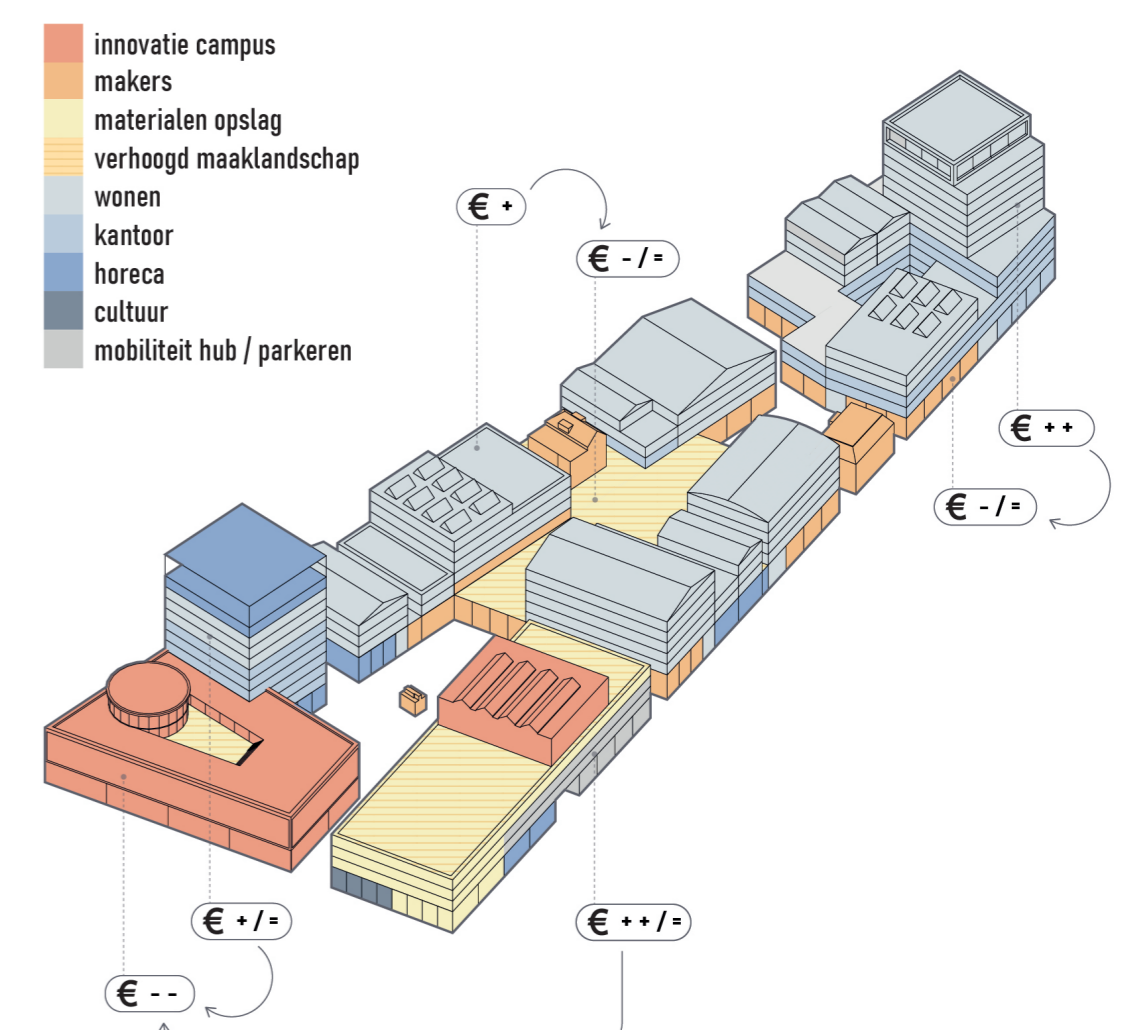 innovatie campus
makers
materialen opslag
verhoogd maaklandschap
wonen
kantoor
horeca
cultuur
mobiliteit hub / parkeren
€ +
€ - / =
€ + +
€ - / =
€ + / =
€ + + / =
€ - -